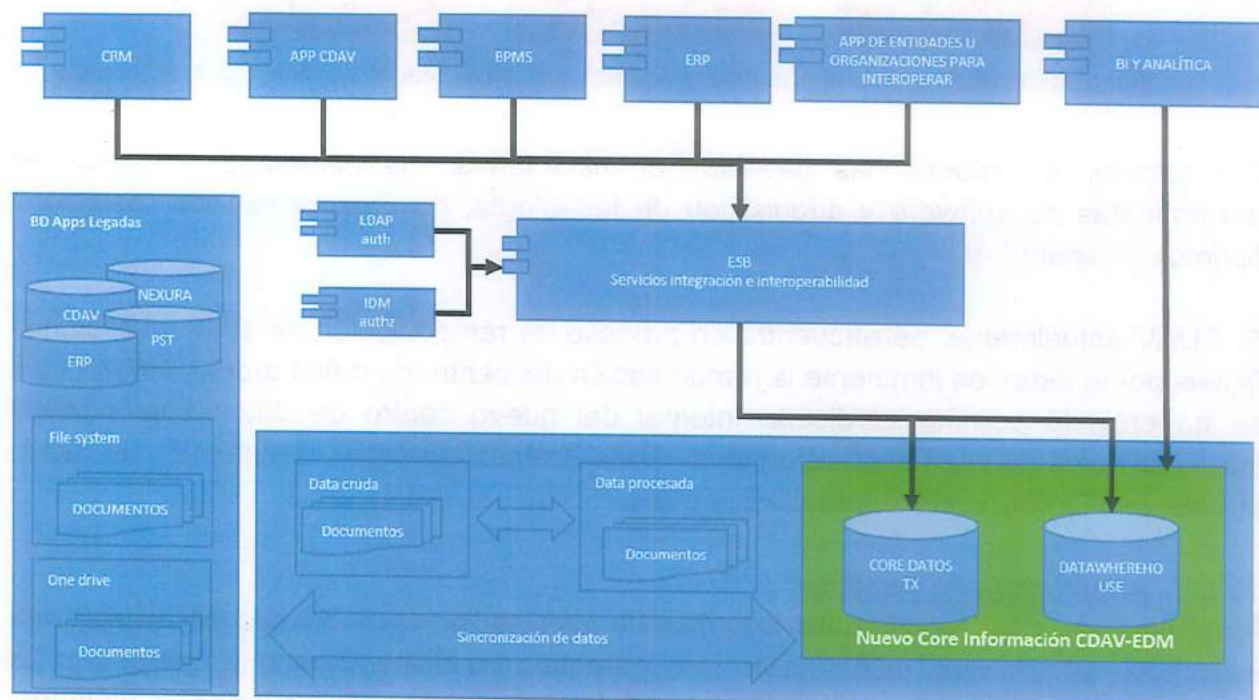 CRM
APP CDAV
BPMS
ERP
APP DE ENTIDADES U
ORGANIZACIONES PARA
INTEROPERAR
BI Y ANALÍTICA
BD Apps Legadas
NEXURA
CDAV
PST
ERP
LDAP
auth
IDM
authz
ESB
Servicios integración e interoperabilidad
File system
DOCUMENTOS
One drive
Documentos
Data cruda
Documentos
Data procesada
Documentos
Sincronización de datos
CORE DATOS
TX
DATAWHEREHO
USE
Nuevo Core Información CDAV-EDM